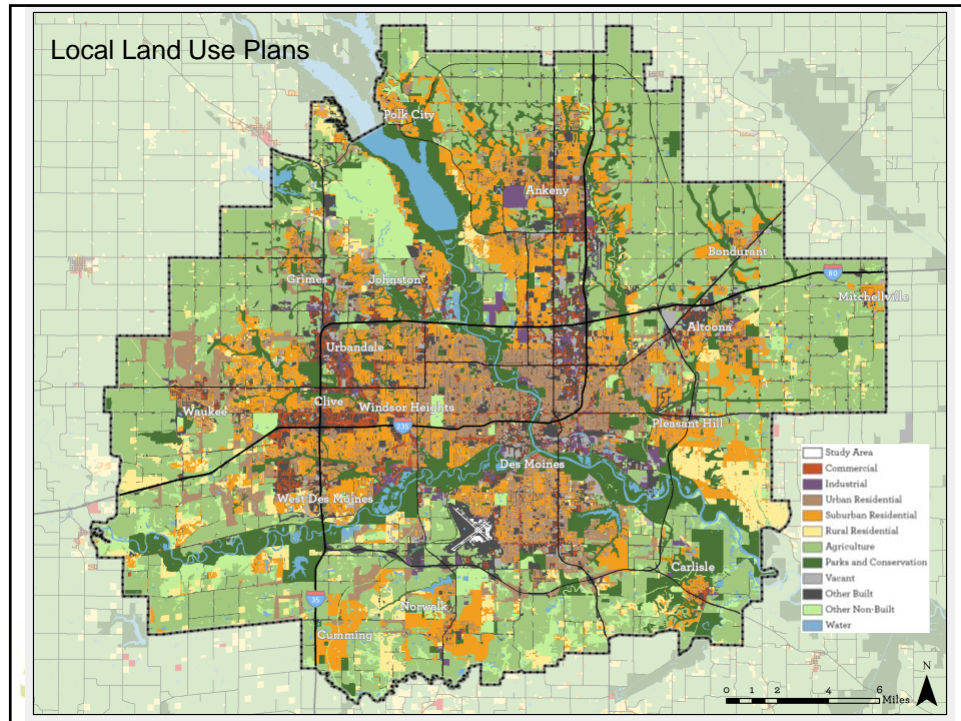 Local Land Use Plans
Polk City
Ankeny
Bondurant
Grimes
Johnston
80
Mitchellville
Altoona
Urbandale
Clive
Windsor Heights
Waukee
235
Pleasant Hill
Des Moines
West Des Moines
Carlisle
35
Norwalk
Cumming
Study Area
Commercial
Industrial
Urban Residential
Suburban Residential
Rural Residential
Agriculture
Parks and Conservation
Vacant
Other Built
Other Non-Built
Water
N
0 1 2 4 6
Miles